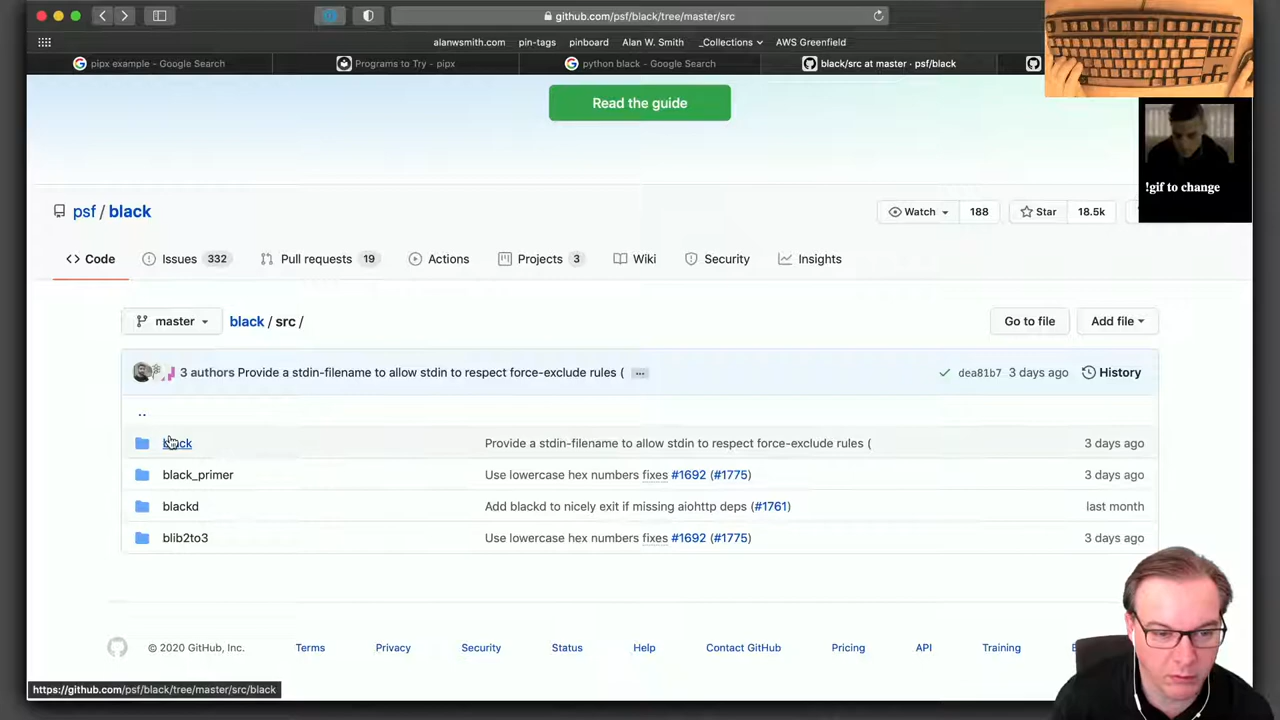 github.com/psf/black/tree/master/src
alanwsmith.com pin-tags pinboard Alan W. Smith _Collections AWS Greenfield
pipx example - Google Search Programs to Try - pipx python black - Google Search black/src at master · psf/black
Read the guide
!gif to change
psf / black
Watch 188 Star 18.5k
<> Code Issues 332 Pull requests 19 Actions Projects 3 Wiki Security Insights
master black / src / Go to file Add file
3 authors Provide a stdin-filename to allow stdin to respect force-exclude rules ( ... dea81b7 3 days ago History
..
black Provide a stdin-filename to allow stdin to respect force-exclude rules ( 3 days ago
black_primer Use lowercase hex numbers fixes #1692 (#1775) 3 days ago
blackd Add blackd to nicely exit if missing aiohttp deps (#1761) last month
blib2to3 Use lowercase hex numbers fixes #1692 (#1775) 3 days ago
© 2020 GitHub, Inc. Terms Privacy Security Status Help Contact GitHub Pricing API Training
https://github.com/psf/black/tree/master/src/black